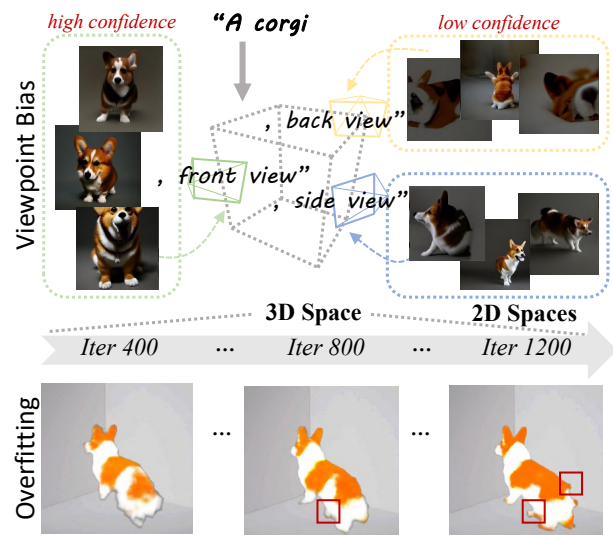 high confidence
“A corgi
low confidence
, back view”
, front view”
, side view”
Viewpoint Bias
3D Space
2D Spaces
Iter 400 ... Iter 800 ... Iter 1200
... ...
Overfitting